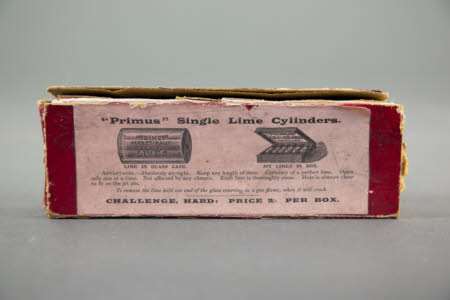 "Primus" Single Lime Cylinders.
PRIMUS
LIME IN GLASS CASE.
SIX LIMES IN BOX.
ADVANTAGES.—Absolutely air-tight. Keep any length of time. Certainty of a perfect lime. Open
only one at a time. Not affected by any climate. Each lime is thoroughly clean. Hole is always clear
to fit on the jet pin.
To remove the lime hold one end of the glass covering in a gas flame, when it will crack
CHALLENGE, HARD: PRICE 2/- PER BOX.